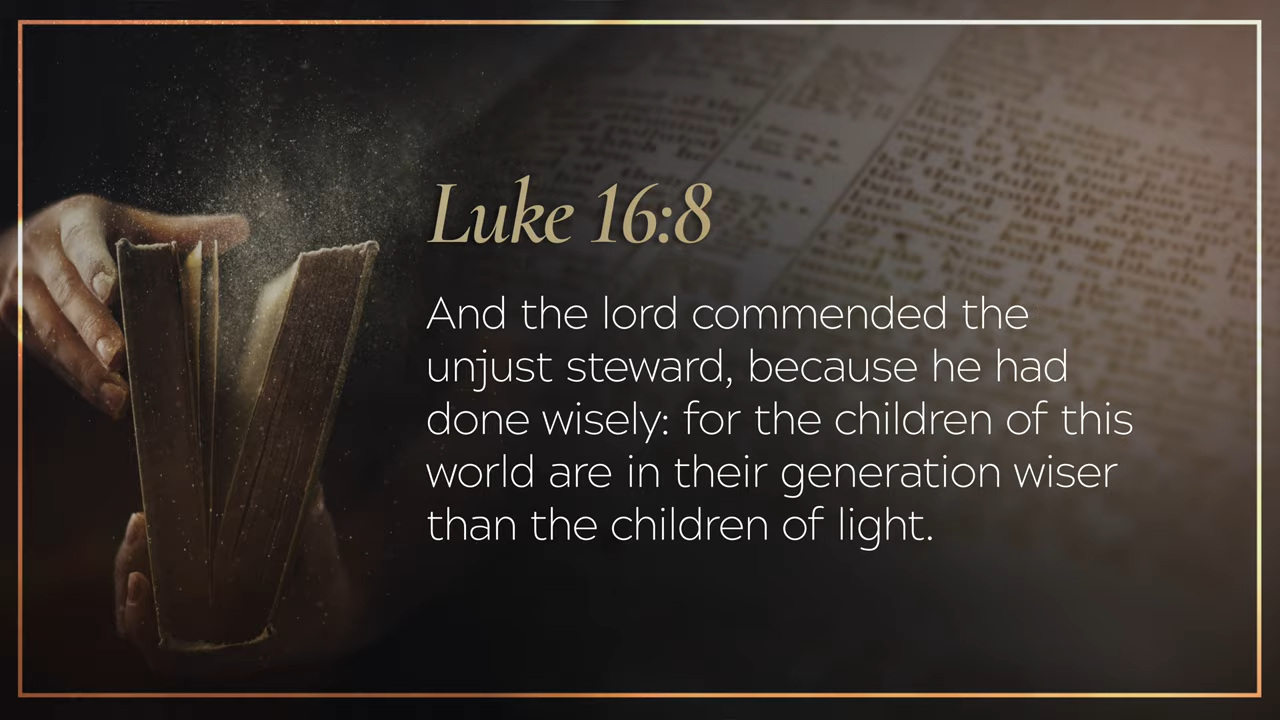 Luke 16:8
And the lord commended the
unjust steward, because he had
done wisely: for the children of this
world are in their generation wiser
than the children of light.